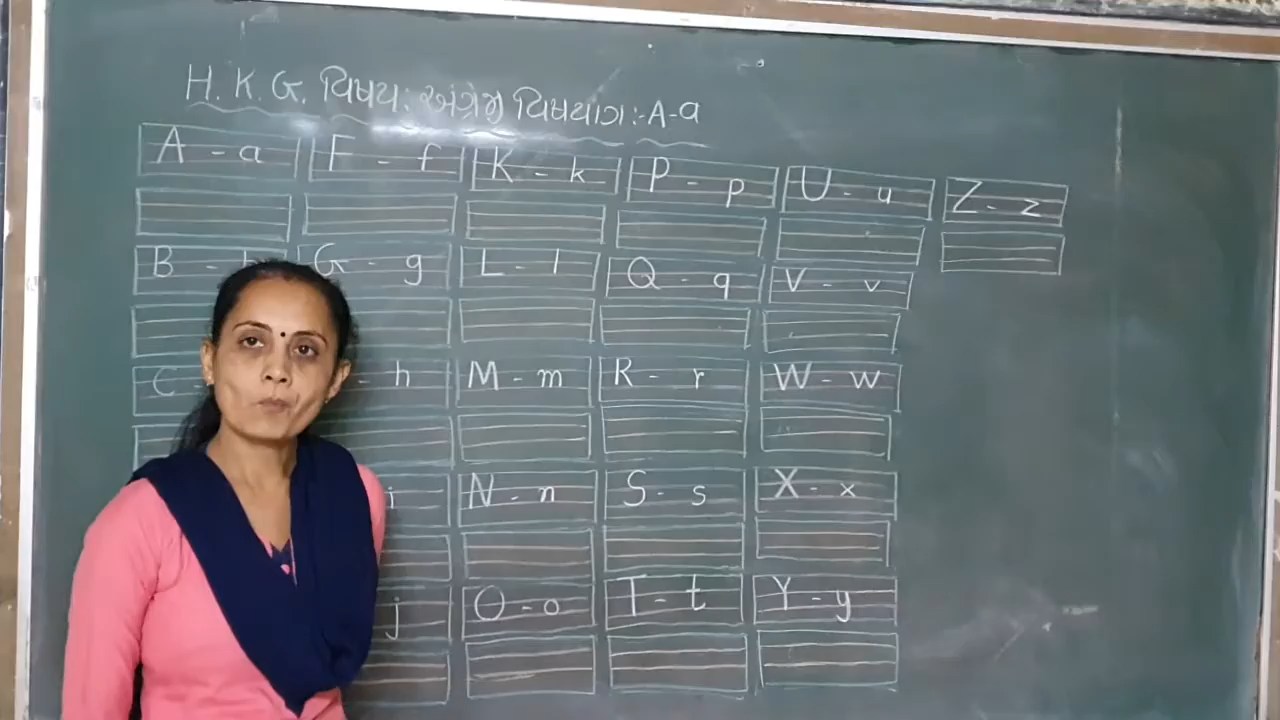 H. K. G. વિષય: અંગ્રેજી વિષયાંગ:- A-a
A - a F - f K - k P - p U - u Z - z
B - G - g L - l Q - q V - v
C - - h M - m R - r W - w
i N - n S - s X - x
j O - o T - t Y - y